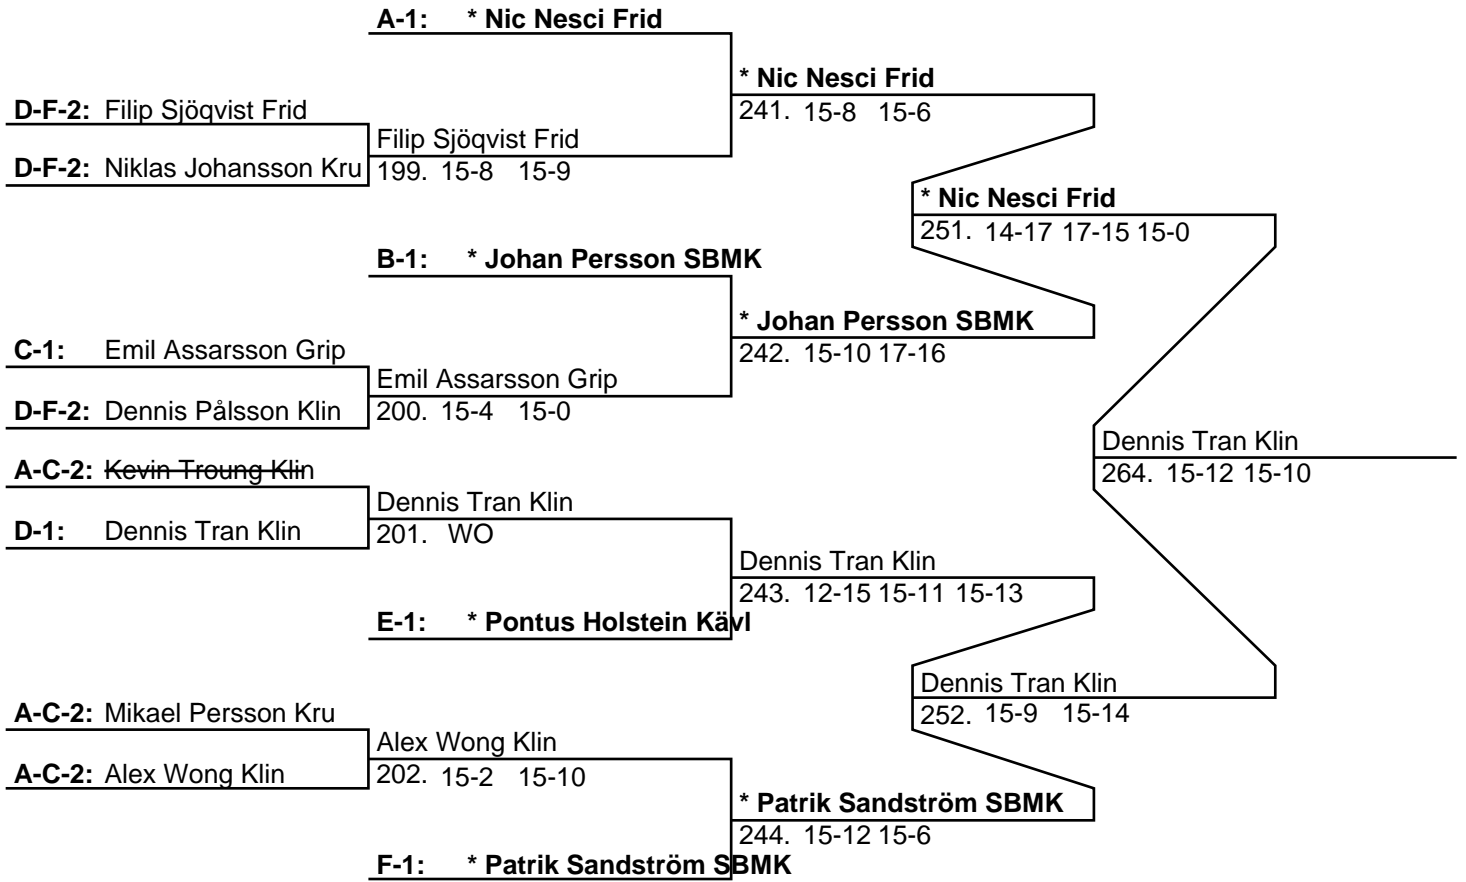 A-1: * Nic Nesci Frid
* Nic Nesci Frid
241. 15-8 15-6
D-F-2: Filip Sjöqvist Frid
Filip Sjöqvist Frid
D-F-2: Niklas Johansson Kru
199. 15-8 15-9
* Nic Nesci Frid
251. 14-17 17-15 15-0
B-1: * Johan Persson SBMK
* Johan Persson SBMK
242. 15-10 17-16
C-1: Emil Assarsson Grip
Emil Assarsson Grip
D-F-2: Dennis Pålsson Klin
200. 15-4 15-0
Dennis Tran Klin
264. 15-12 15-10
A-C-2: Kevin Troung Klin
Dennis Tran Klin
D-1: Dennis Tran Klin
201. WO
Dennis Tran Klin
243. 12-15 15-11 15-13
E-1: * Pontus Holstein Kävl
Dennis Tran Klin
252. 15-9 15-14
A-C-2: Mikael Persson Kru
Alex Wong Klin
A-C-2: Alex Wong Klin
202. 15-2 15-10
* Patrik Sandström SBMK
244. 15-12 15-6
F-1: * Patrik Sandström SBMK